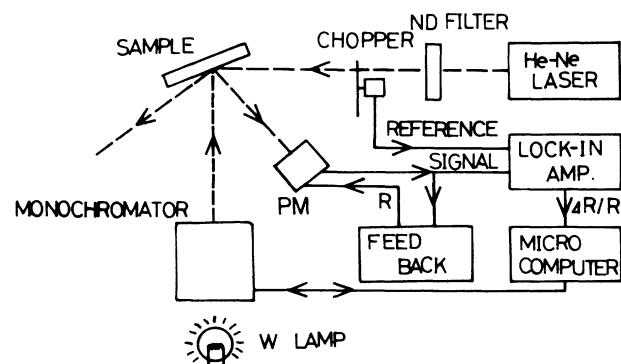 ND FILTER
SAMPLE
CHOPPER
He-Ne
LASER
REFERENCE
SIGNAL
LOCK-IN
AMP.
MONOCHROMATOR
PM
R
ΔR/R
FEED
BACK
MICRO
COMPUTER
W LAMP